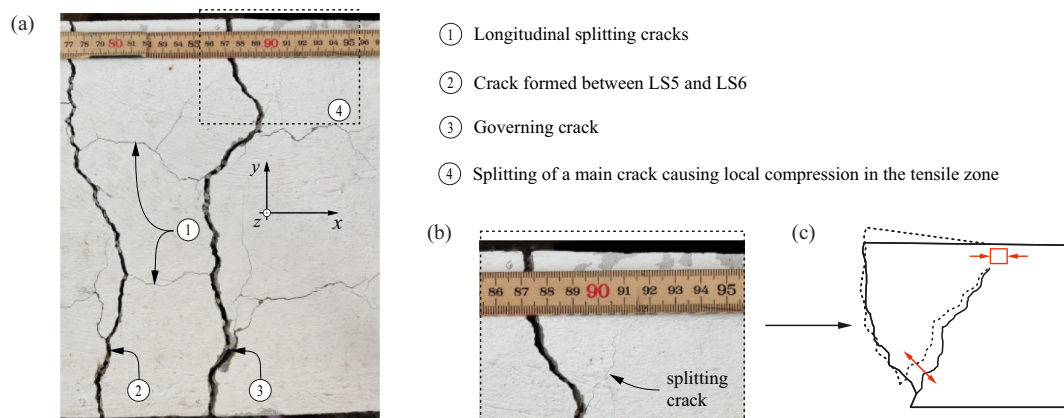 (a)
77 78 79 80 81 82 83 84 85 86 87 88 89 90 91 92 93 94 95 96
④
y
z
x
①
②
③
① Longitudinal splitting cracks
② Crack formed between LS5 and LS6
③ Governing crack
④ Splitting of a main crack causing local compression in the tensile zone
(b)
86 87 88 89 90 91 92 93 94 95
splitting
crack
(c)